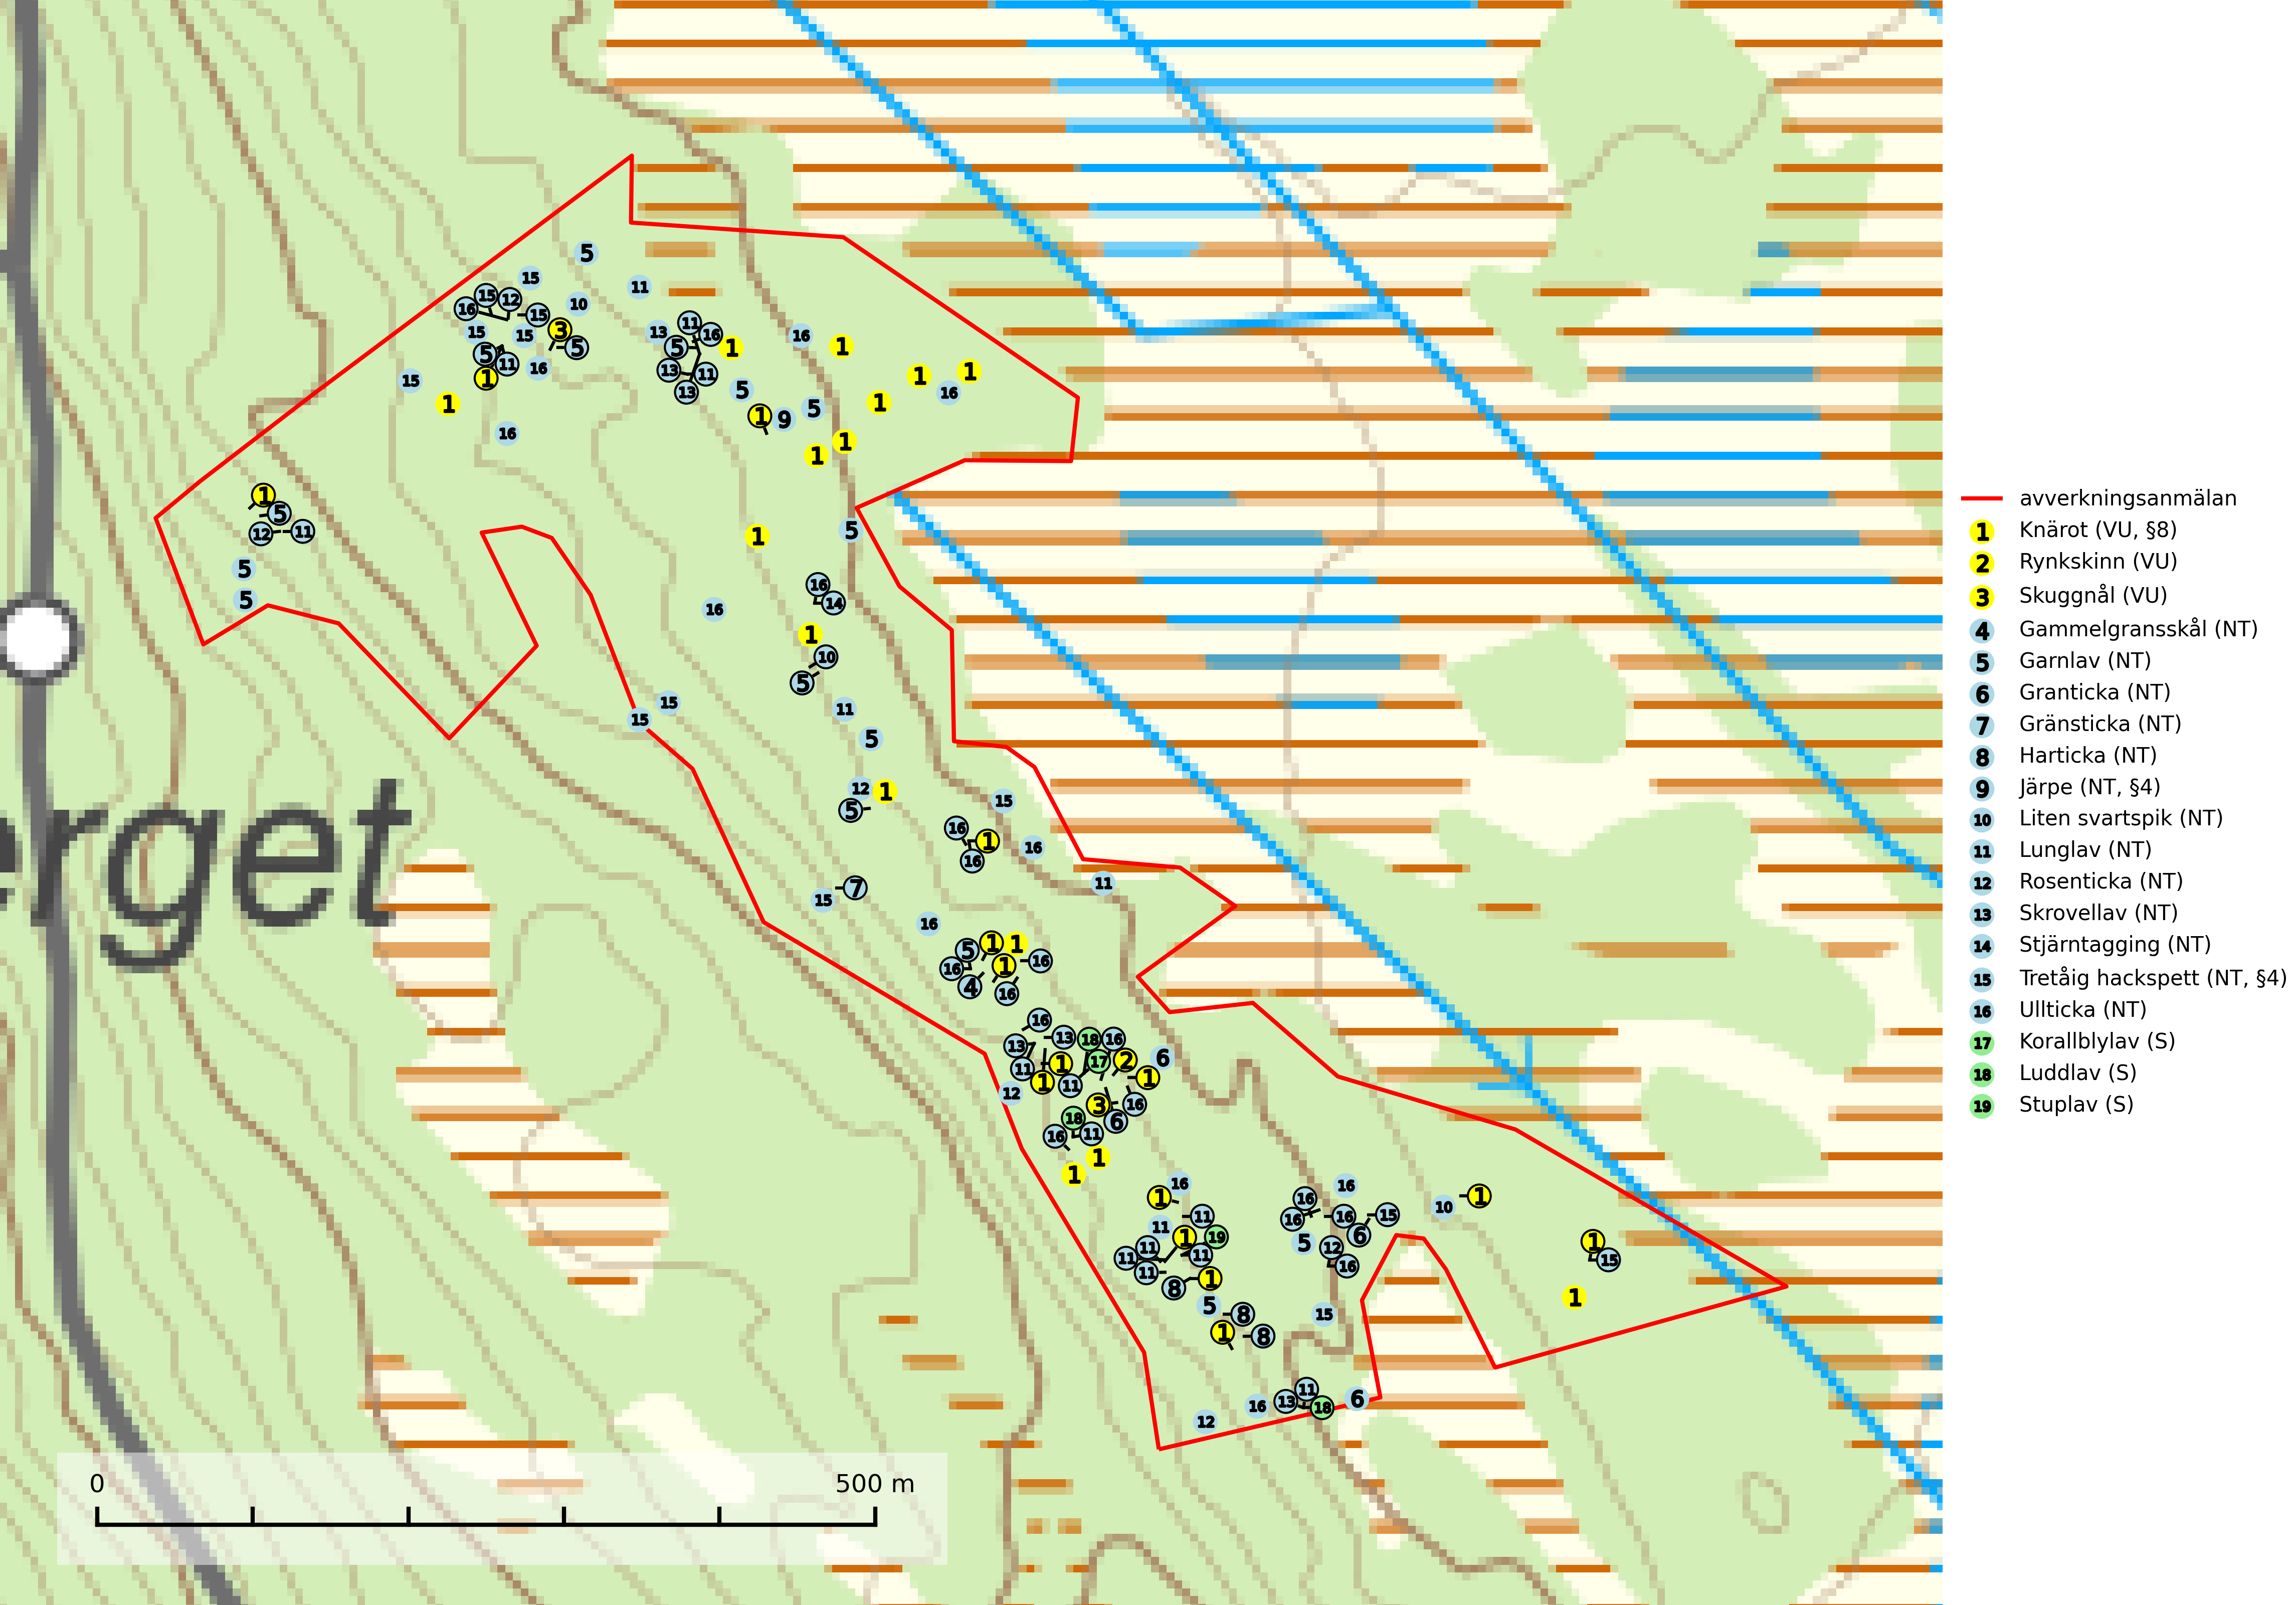 erget
0 500 m
avverkningsanmälan
1 Knärot (VU, §8)
2 Rynkskinn (VU)
3 Skuggnål (VU)
4 Gammelgransskål (NT)
5 Garnlav (NT)
6 Granticka (NT)
7 Gränsticka (NT)
8 Harticka (NT)
9 Järpe (NT, §4)
10 Liten svartspik (NT)
11 Lunglav (NT)
12 Rosenticka (NT)
13 Skrovellav (NT)
14 Stjärntagging (NT)
15 Tretåig hackspett (NT, §4)
16 Ullticka (NT)
17 Korallblylav (S)
18 Luddlav (S)
19 Stuplav (S)